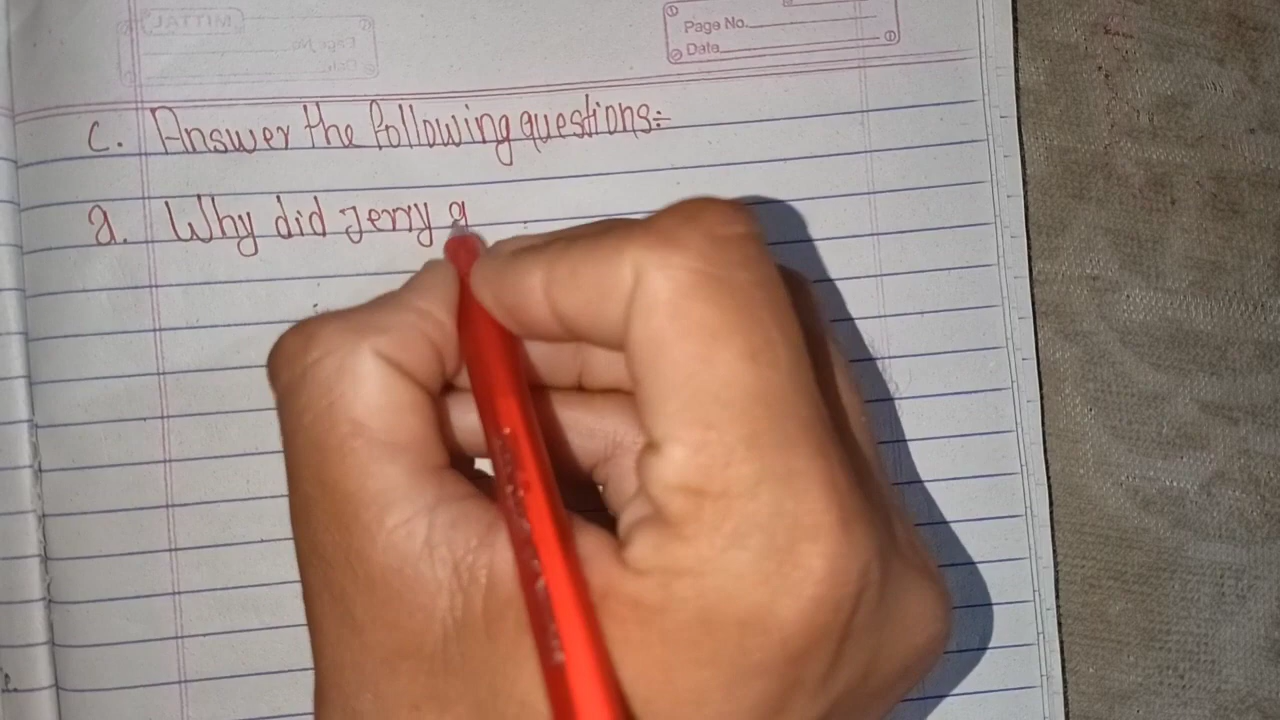 Page No.
Date
C. Answer the following questions:-
a. Why did Jerry g